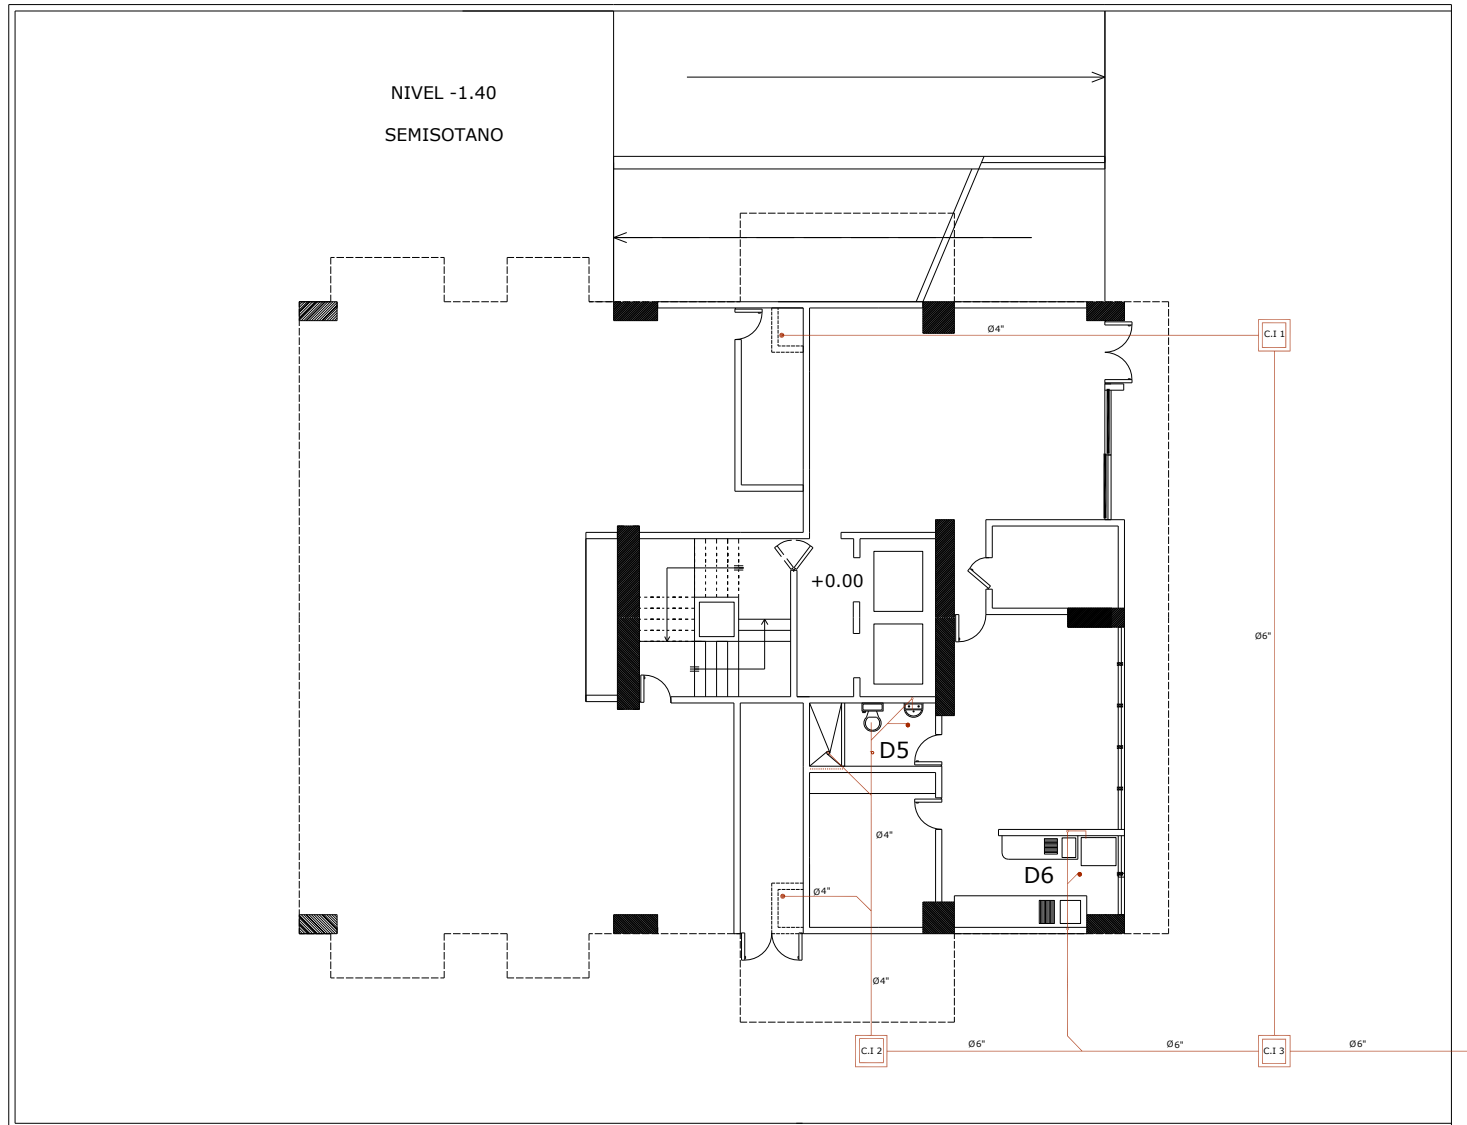 NIVEL -1.40
SEMISOTANO
Ø4"
C.I 1
+0.00
Ø6"
D5
Ø4"
D6
Ø4"
Ø4"
Ø6"
Ø6"
Ø6"
C.I 2
C.I 3